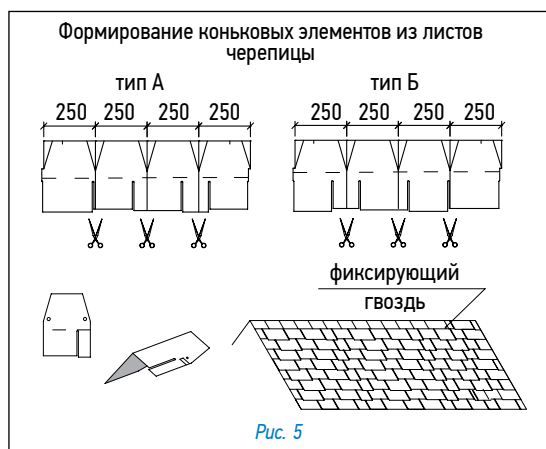 Формирование коньковых элементов из листов
черепицы
тип А
тип Б
250 250 250 250
250 250 250 250
фиксирующий
гвоздь
Рис. 5